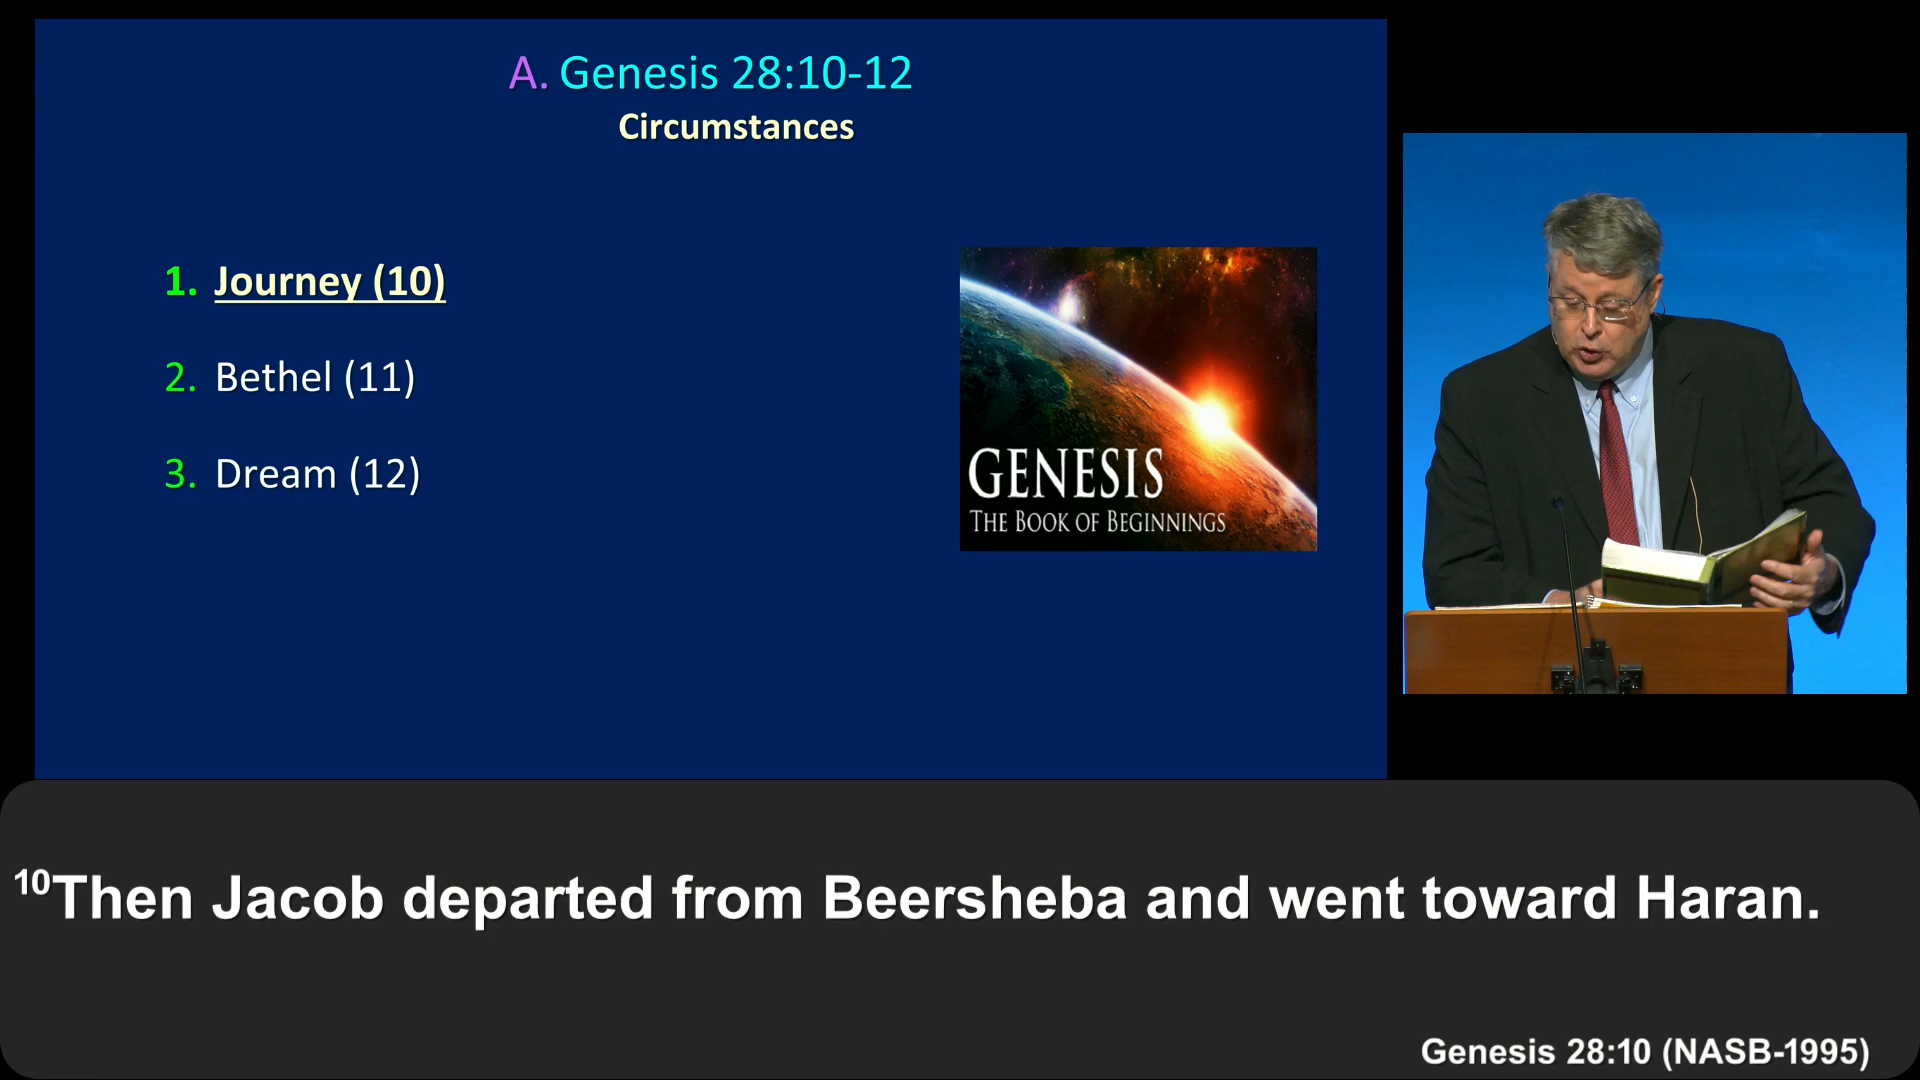 A. Genesis 28:10-12
Circumstances
1. Journey (10)
2. Bethel (11)
3. Dream (12)
GENESIS
THE BOOK OF BEGINNINGS
10Then Jacob departed from Beersheba and went toward Haran.
Genesis 28:10 (NASB-1995)